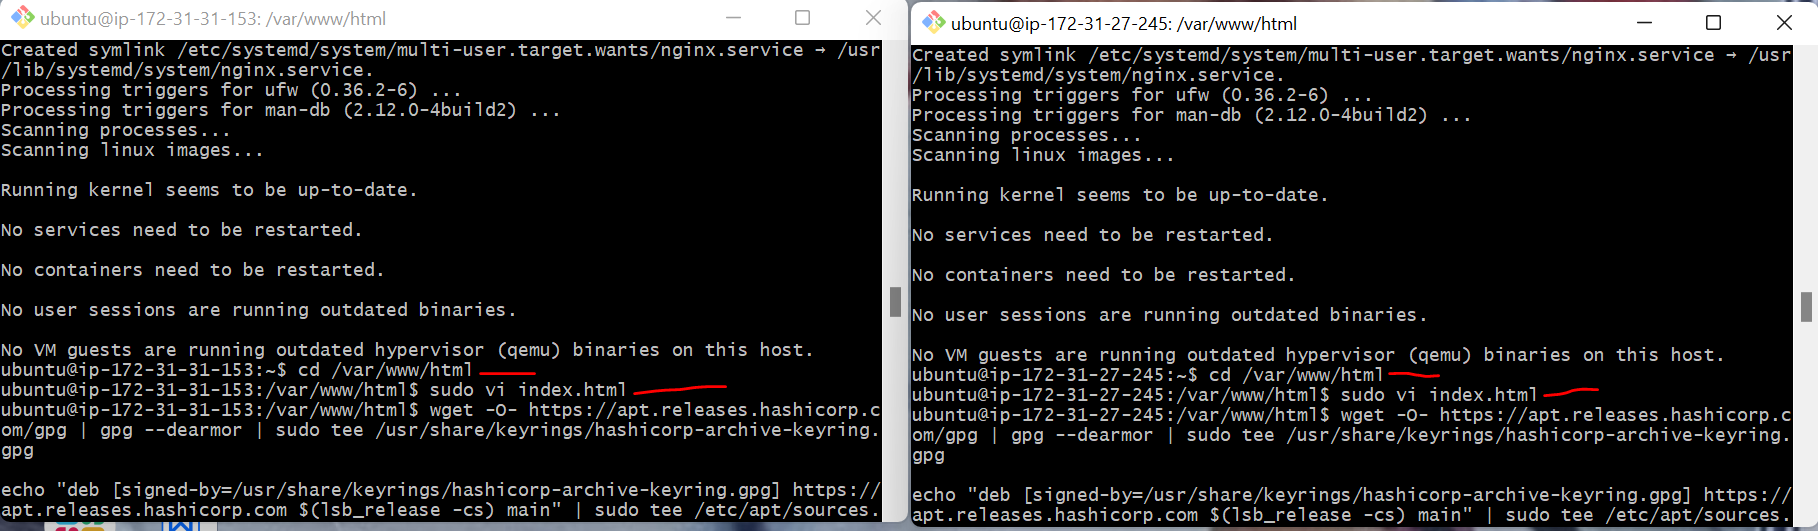 ubuntu@ip-172-31-31-153: /var/www/html
Created symlink /etc/systemd/system/multi-user.target.wants/nginx.service → /usr
/lib/systemd/system/nginx.service.
Processing triggers for ufw (0.36.2-6) ...
Processing triggers for man-db (2.12.0-4build2) ...
Scanning processes...
Scanning linux images...
Running kernel seems to be up-to-date.
No services need to be restarted.
No containers need to be restarted.
No user sessions are running outdated binaries.
No VM guests are running outdated hypervisor (qemu) binaries on this host.
ubuntu@ip-172-31-31-153:~$ cd /var/www/html
ubuntu@ip-172-31-31-153:/var/www/html$ sudo vi index.html
ubuntu@ip-172-31-31-153:/var/www/html$ wget -O- https://apt.releases.hashicorp.c
om/gpg | gpg --dearmor | sudo tee /usr/share/keyrings/hashicorp-archive-keyring.
gpg
echo "deb [signed-by=/usr/share/keyrings/hashicorp-archive-keyring.gpg] https://
apt.releases.hashicorp.com $(lsb_release -cs) main" | sudo tee /etc/apt/sources.
ubuntu@ip-172-31-27-245: /var/www/html
Created symlink /etc/systemd/system/multi-user.target.wants/nginx.service → /usr
/lib/systemd/system/nginx.service.
Processing triggers for ufw (0.36.2-6) ...
Processing triggers for man-db (2.12.0-4build2) ...
Scanning processes...
Scanning linux images...
Running kernel seems to be up-to-date.
No services need to be restarted.
No containers need to be restarted.
No user sessions are running outdated binaries.
No VM guests are running outdated hypervisor (qemu) binaries on this host.
ubuntu@ip-172-31-27-245:~$ cd /var/www/html
ubuntu@ip-172-31-27-245:/var/www/html$ sudo vi index.html
ubuntu@ip-172-31-27-245:/var/www/html$ wget -O- https://apt.releases.hashicorp.c
om/gpg | gpg --dearmor | sudo tee /usr/share/keyrings/hashicorp-archive-keyring.
gpg
echo "deb [signed-by=/usr/share/keyrings/hashicorp-archive-keyring.gpg] https://
apt.releases.hashicorp.com $(lsb_release -cs) main" | sudo tee /etc/apt/sources.